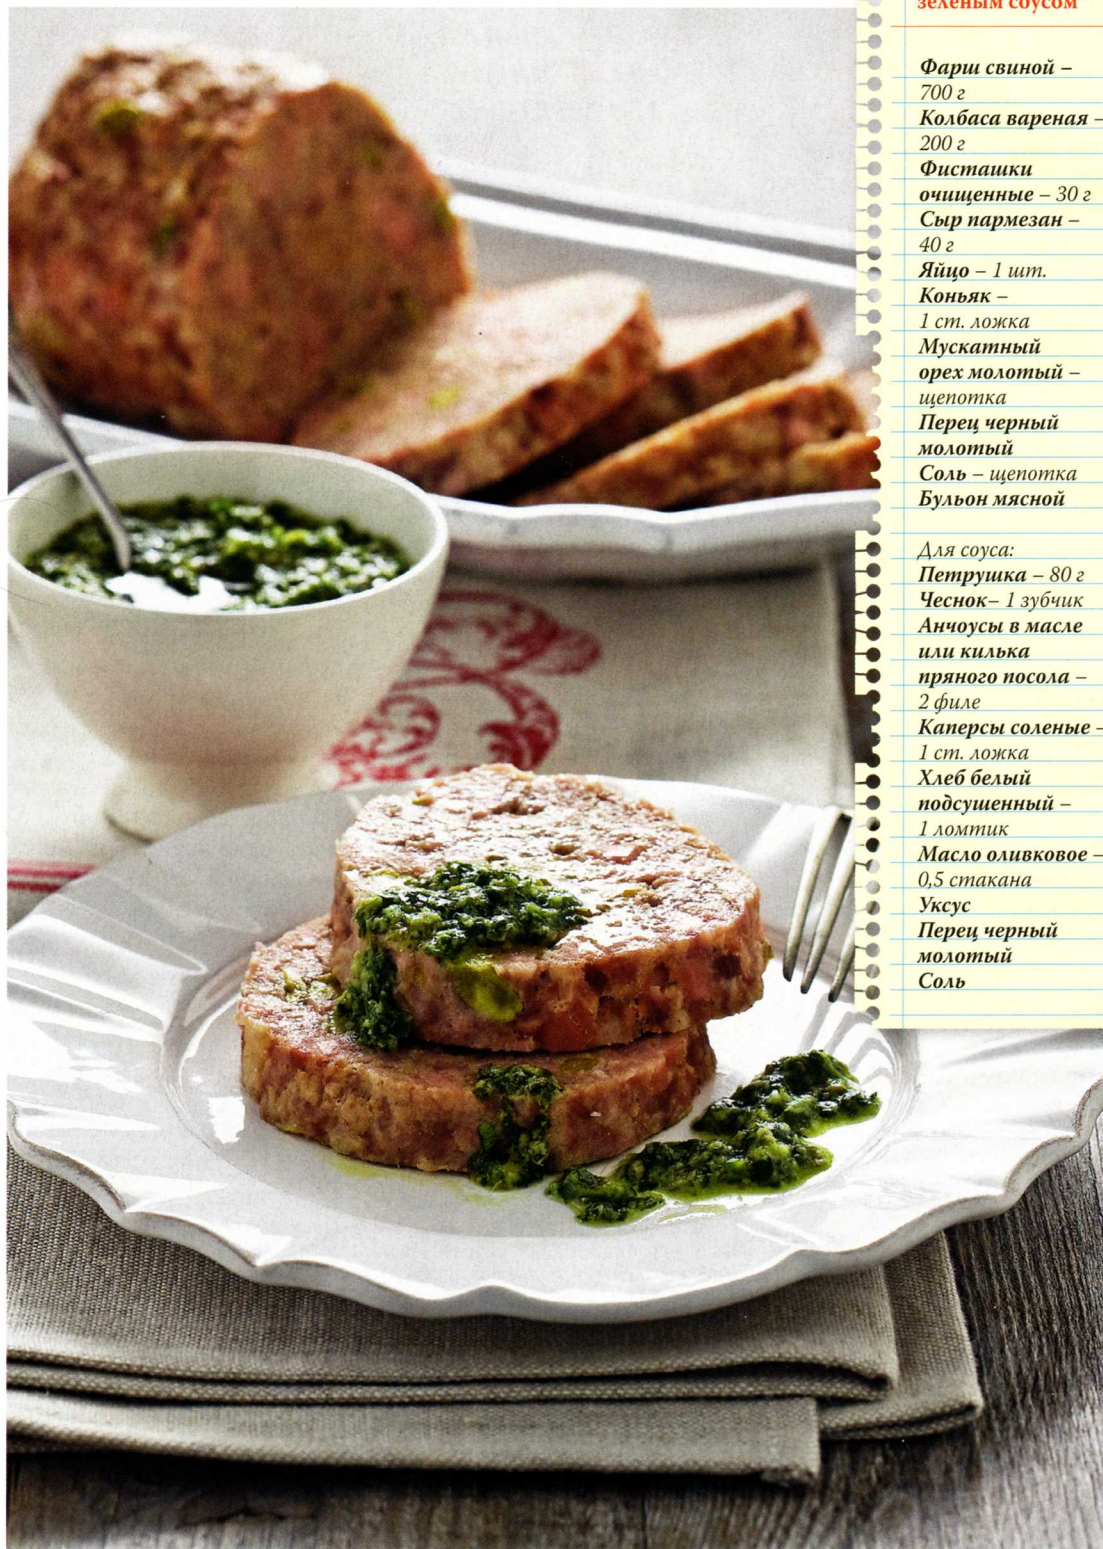 зеленым соусом
Фарш свиной –
700 г
Колбаса вареная –
200 г
Фисташки
очищенные – 30 г
Сыр пармезан –
40 г
Яйцо – 1 шт.
Коньяк –
1 ст. ложка
Мускатный
орех молотый –
щепотка
Перец черный
молотый
Соль – щепотка
Бульон мясной
Для соуса:
Петрушка – 80 г
Чеснок– 1 зубчик
Анчоусы в масле
или килька
пряного посола –
2 филе
Каперсы соленые –
1 ст. ложка
Хлеб белый
подсушенный –
1 ломтик
Масло оливковое –
0,5 стакана
Уксус
Перец черный
молотый
Соль